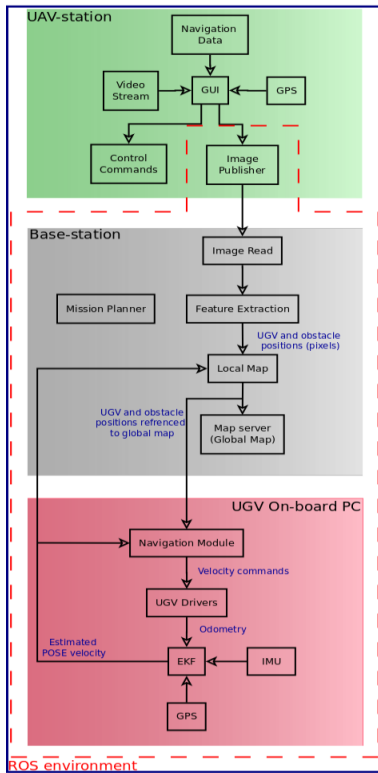 UAV-station
Navigation
Data
Video
Stream
GUI
GPS
Control
Commands
Image
Publisher
Base-station
Image Read
Mission Planner
Feature Extraction
UGV and obstacle
positions (pixels)
Local Map
UGV and obstacle
positions refrenced
to global map
Map server
(Global Map)
UGV On-board PC
Navigation Module
Velocity commands
UGV Drivers
Odometry
Estimated
POSE velocity
EKF
IMU
GPS
ROS environment